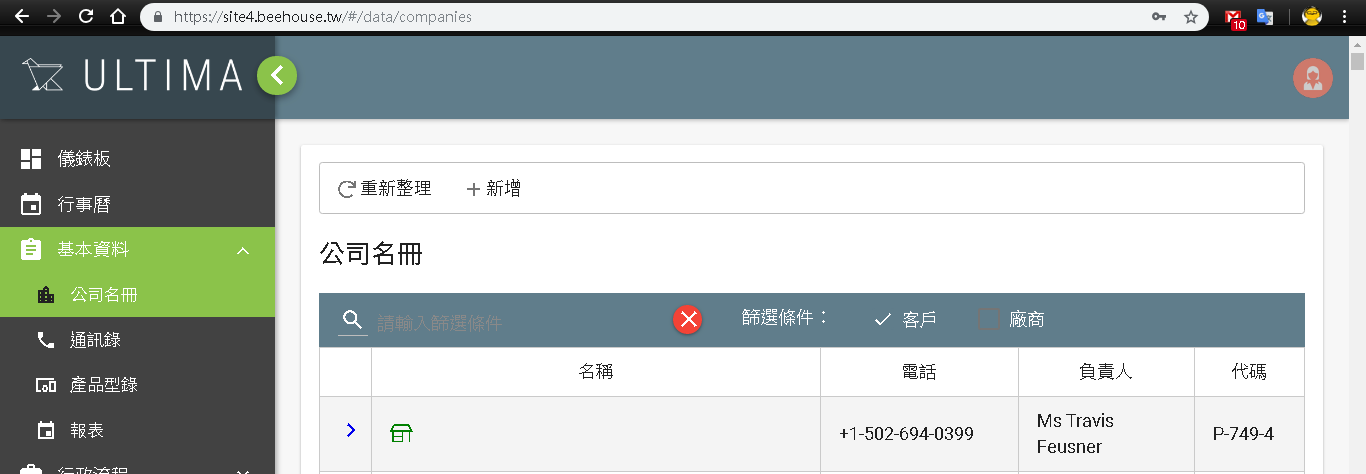 https://site4.beehouse.tw/#/data/companies
10
ULTIMA
儀錶板
行事曆
基本資料
公司名冊
通訊錄
產品型錄
報表
行政流程
重新整理 新增
公司名冊
請輸入篩選條件 篩選條件： 客戶 廠商
名稱 電話 負責人 代碼
+1-502-694-0399 Ms Travis Feusner P-749-4